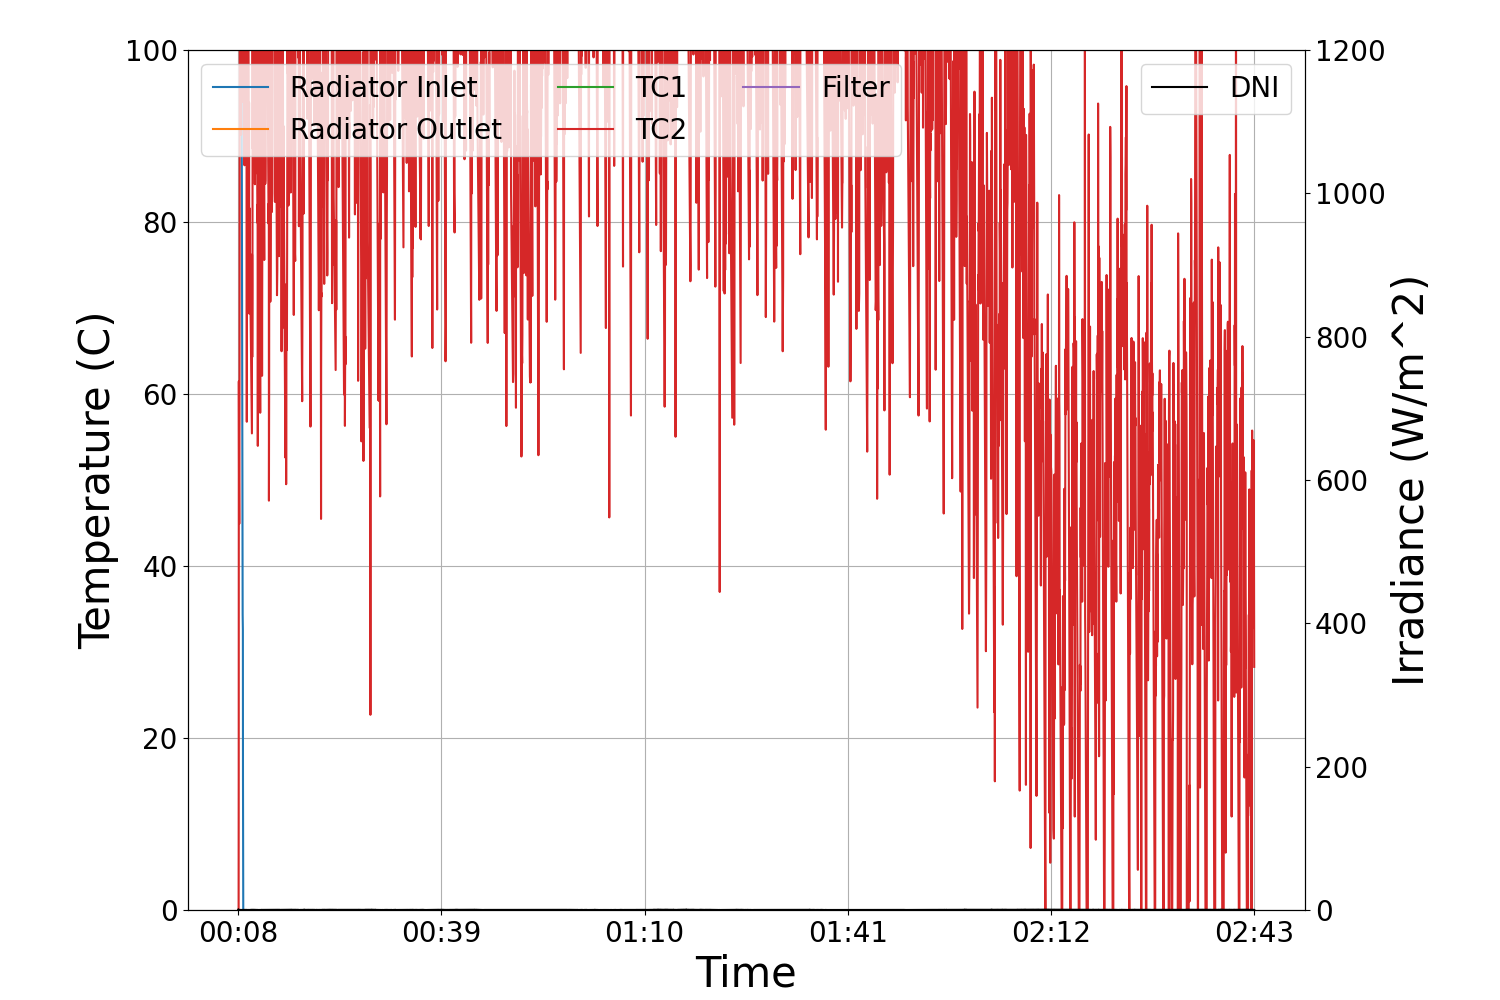 100
80
60
40
20
0
Temperature (C)
1200
1000
800
600
400
200
0
Irradiance (W/m^2)
Radiator Inlet
Radiator Outlet
TC1
TC2
Filter
DNI
00:08 00:39 01:10 01:41 02:12 02:43
Time